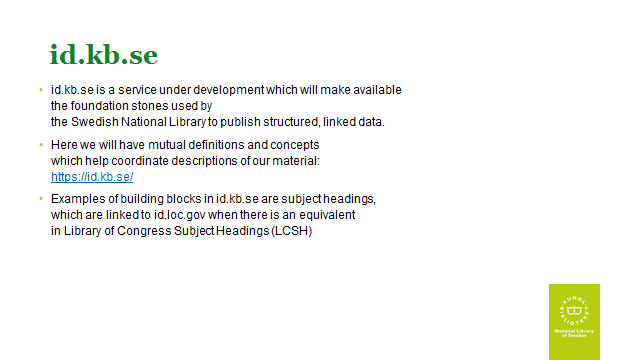 id.kb.se
• id.kb.se is a service under development which will make available
the foundation stones used by
the Swedish National Library to publish structured, linked data.
• Here we will have mutual definitions and concepts
which help coordinate descriptions of our material:
https://id.kb.se/
• Examples of building blocks in id.kb.se are subject headings,
which are linked to id.loc.gov when there is an equivalent
in Library of Congress Subject Headings (LCSH)
KUNGL
BIBLIOTEKET
National Library
of Sweden